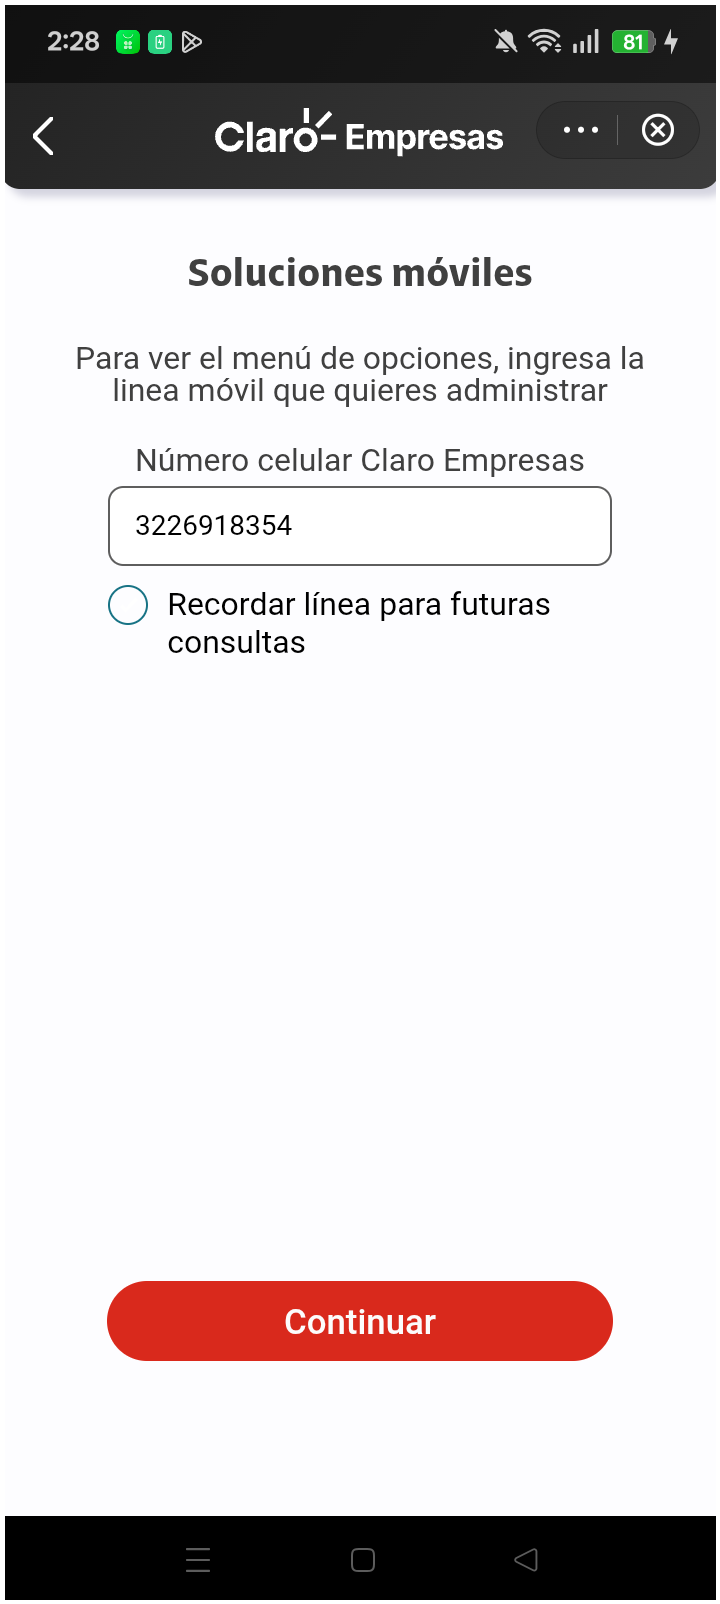 2:28
81
Claro Empresas
Soluciones móviles
Para ver el menú de opciones, ingresa la
linea móvil que quieres administrar
Número celular Claro Empresas
3226918354
Recordar línea para futuras
consultas
Continuar